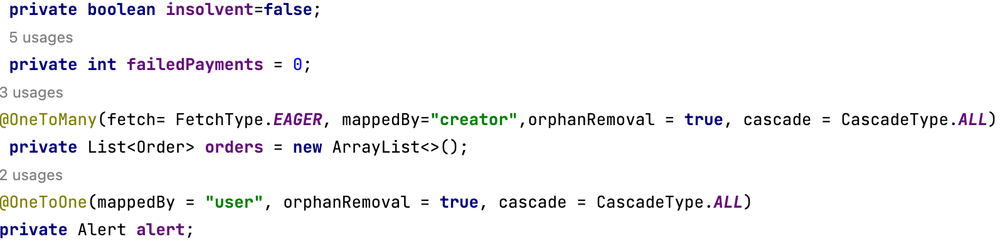 private boolean insolvent=false;
5 usages
private int failedPayments = 0;
3 usages
@OneToMany(fetch= FetchType.EAGER, mappedBy="creator",orphanRemoval = true, cascade = CascadeType.ALL)
private List<Order> orders = new ArrayList<>();
2 usages
@OneToOne(mappedBy = "user", orphanRemoval = true, cascade = CascadeType.ALL)
private Alert alert;